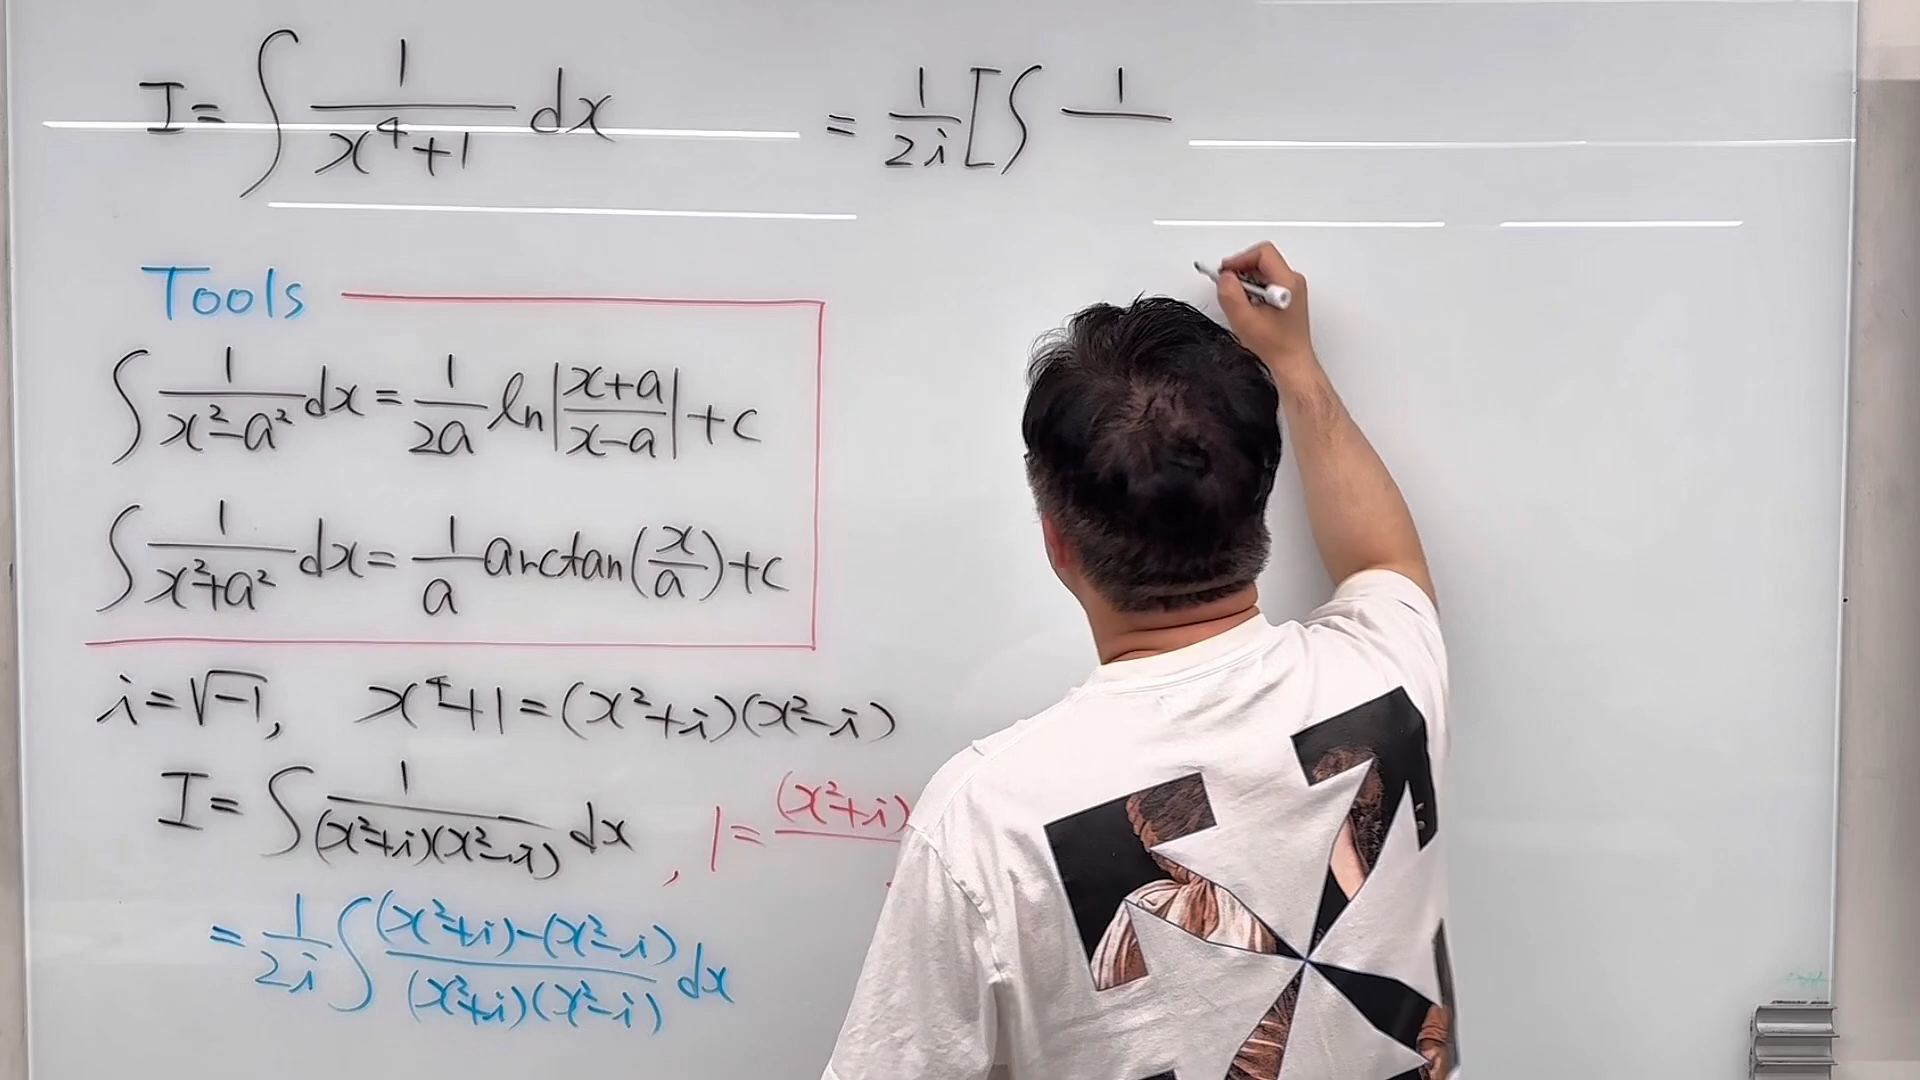 I = ∫ 1/(x⁴+1) dx = 1/(2i) [∫ 1
Tools
∫ 1/(x²-a²) dx = 1/(2a) ln |(x+a)/(x-a)| + c
∫ 1/(x²+a²) dx = 1/a arctan(x/a) + c
i = √-1, x⁴+1 = (x²+i)(x²-i)
I = ∫ 1/((x²+i)(x²-i)) dx , 1 = (x²+i)
= 1/(2i) ∫ ((x²+i)-(x²-i))/((x²+i)(x²-i)) dx